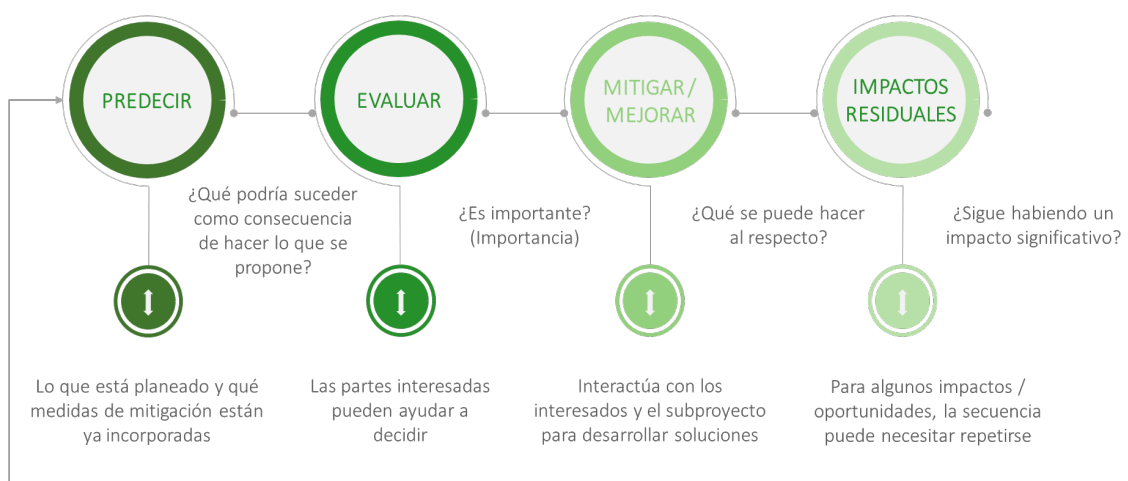 PREDECIR
EVALUAR
MITIGAR/
MEJORAR
IMPACTOS
RESIDUALES
¿Qué podría suceder
como consecuencia
de hacer lo que se
propone?
¿Es importante?
(Importancia)
¿Qué se puede hacer
al respecto?
¿Sigue habiendo un
impacto significativo?
Lo que está planeado y qué
medidas de mitigación están
ya incorporadas
Las partes interesadas
pueden ayudar a
decidir
Interactúa con los
interesados y el subproyecto
para desarrollar soluciones
Para algunos impactos /
oportunidades, la secuencia
puede necesitar repetirse